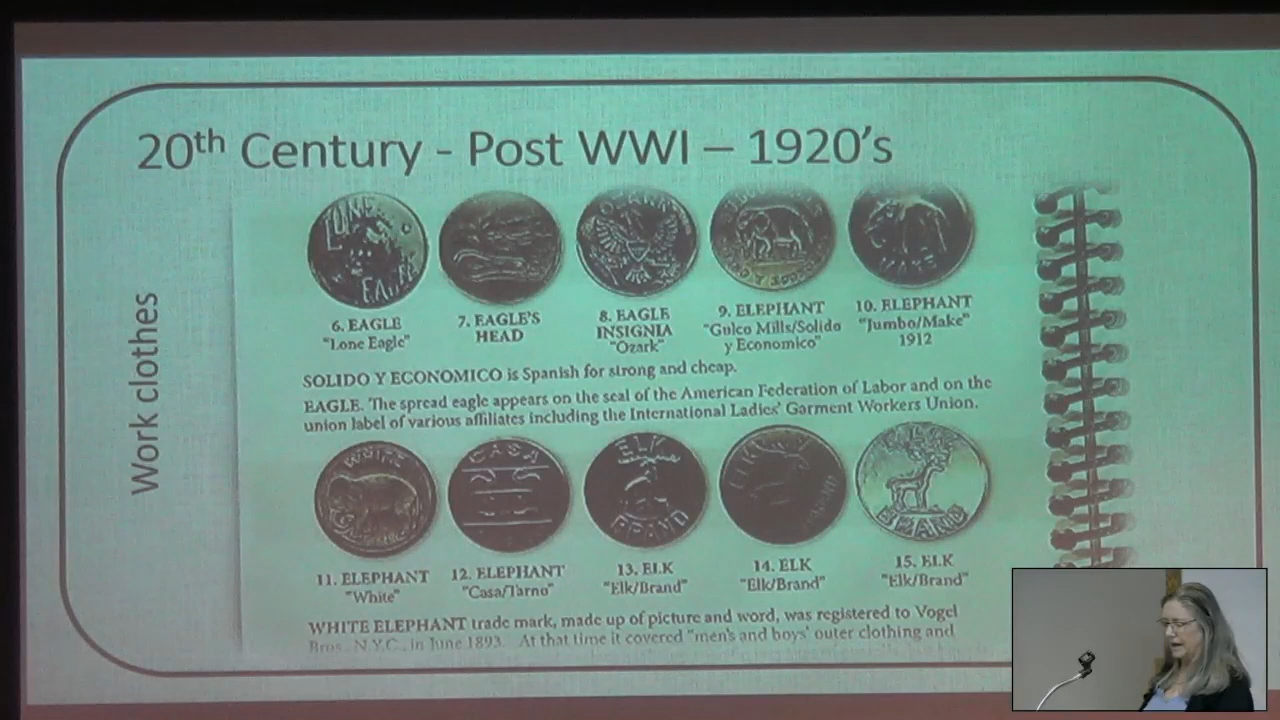 20th Century - Post WWI – 1920's
Work clothes
LONE
EAGLE
OZARK
MAKE
6. EAGLE
"Lone Eagle"
7. EAGLE'S
HEAD
8. EAGLE
INSIGNIA
"Ozark"
9. ELEPHANT
"Gulco Mills/Solido
y Economico"
10. ELEPHANT
"Jumbo/Make"
1912
SOLIDO Y ECONOMICO is Spanish for strong and cheap.
EAGLE. The spread eagle appears on the seal of the American Federation of Labor and on the
union label of various affiliates including the International Ladies' Garment Workers Union.
WHITE
CASA
ELK
BRAND
ELK
BRAND
11. ELEPHANT
"White"
12. ELEPHANT
"Casa/Tarno"
13. ELK
"Elk/Brand"
14. ELK
"Elk/Brand"
15. ELK
"Elk/Brand"
WHITE ELEPHANT trade mark, made up of picture and word, was registered to Vogel
Bros., N.Y.C., in June 1893. At that time it covered "men's and boys' outer clothing and